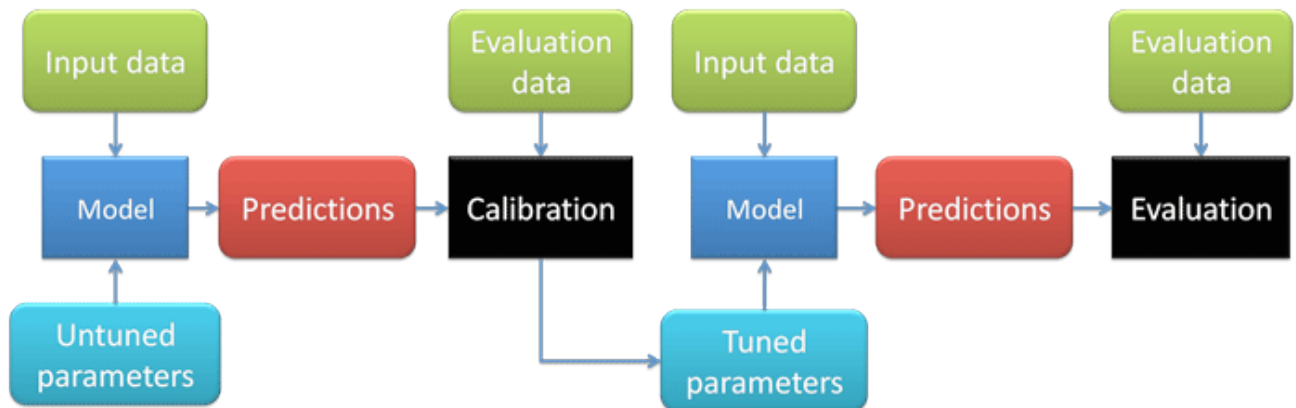 Input data
Evaluation
data
Input data
Evaluation
data
Model
Predictions
Calibration
Model
Predictions
Evaluation
Untuned
parameters
Tuned
parameters